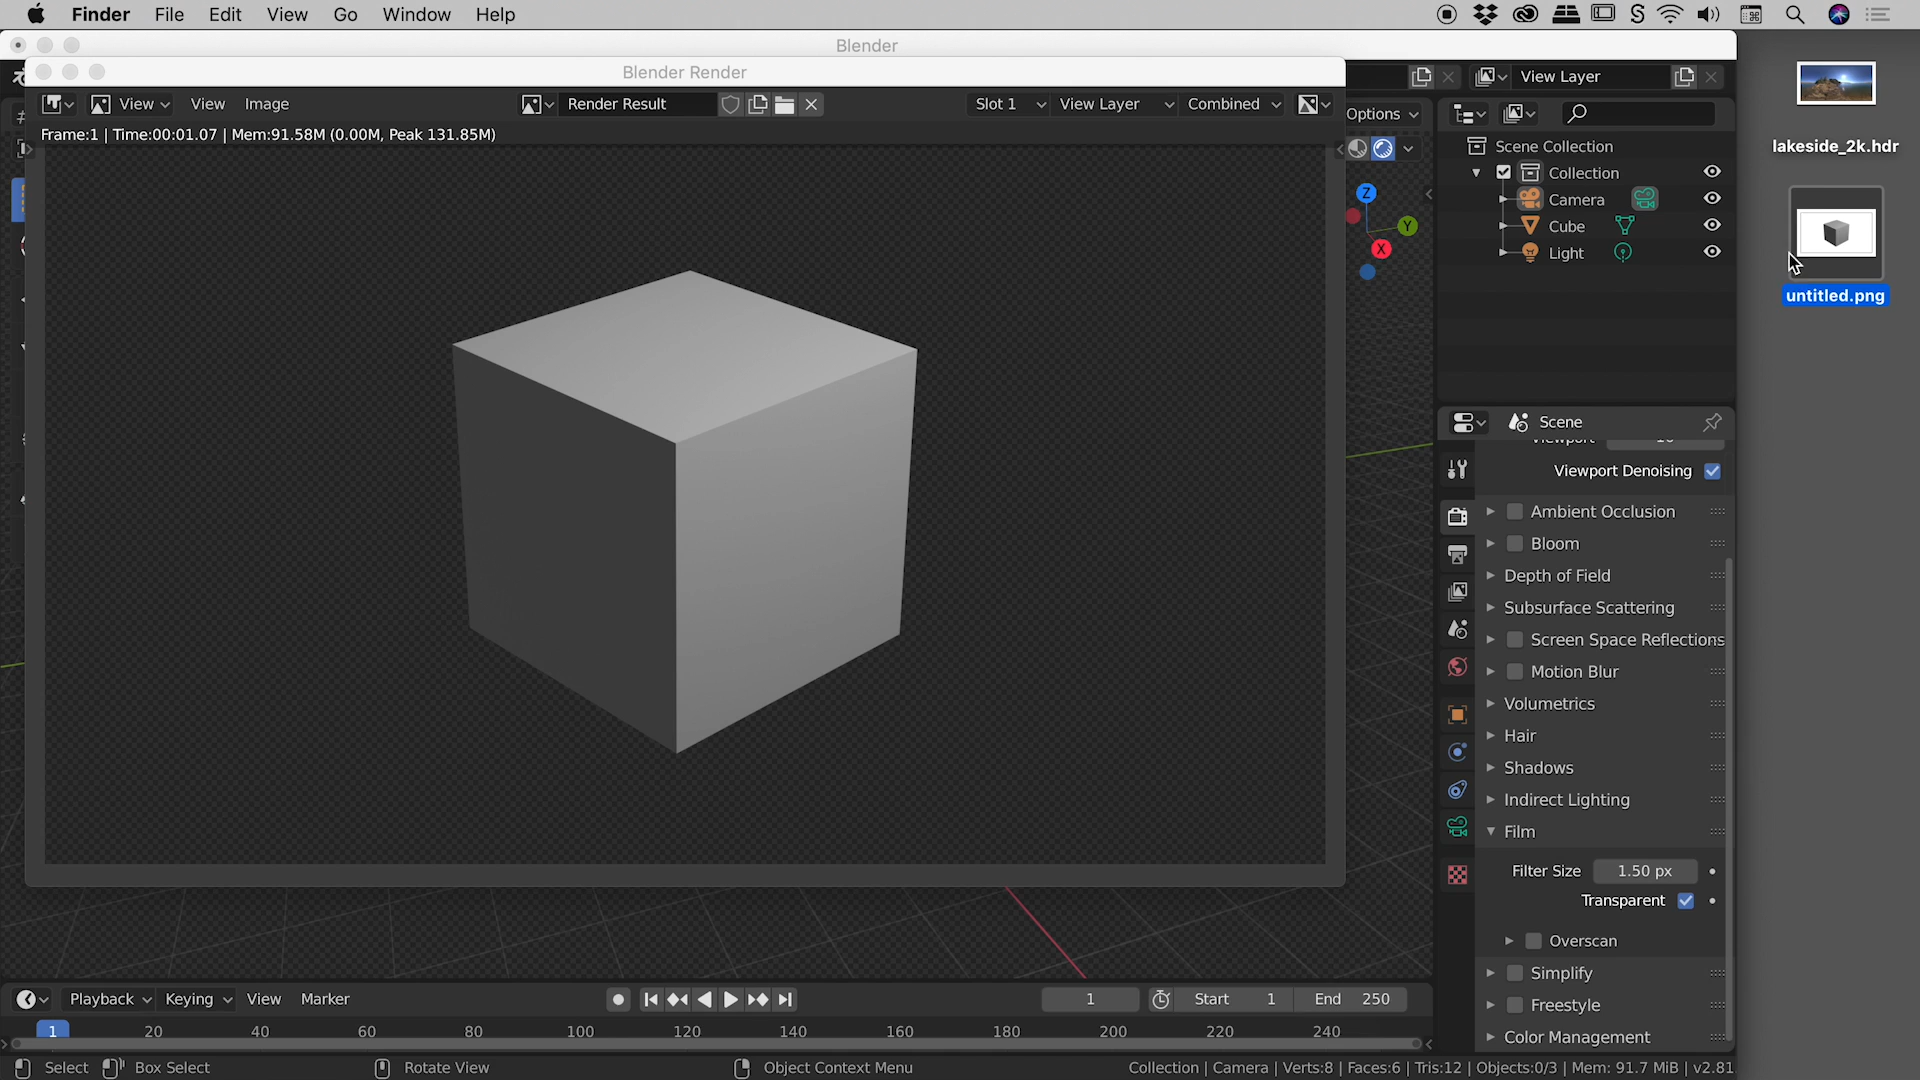 Finder File Edit View Go Window Help
Blender
Blender Render
View Layer
View View Image Render Result Slot 1 View Layer Combined
Options
Frame:1 | Time:00:01.07 | Mem:91.58M (0.00M, Peak 131.85M)
Scene Collection
Collection
Camera
Cube
Light
Z
Y
X
lakeside_2k.hdr
untitled.png
Scene
Viewport Denoising
Ambient Occlusion
Bloom
Depth of Field
Subsurface Scattering
Screen Space Reflections
Motion Blur
Volumetrics
Hair
Shadows
Indirect Lighting
Film
Filter Size 1.50 px
Transparent
Overscan
Simplify
Freestyle
Color Management
Playback Keying View Marker 1 Start 1 End 250
1 20 40 60 80 100 120 140 160 180 200 220 240
Select Box Select Rotate View Object Context Menu Collection | Camera | Verts:8 | Faces:6 | Tris:12 | Objects:0/3 | Mem: 91.7 MiB | v2.81